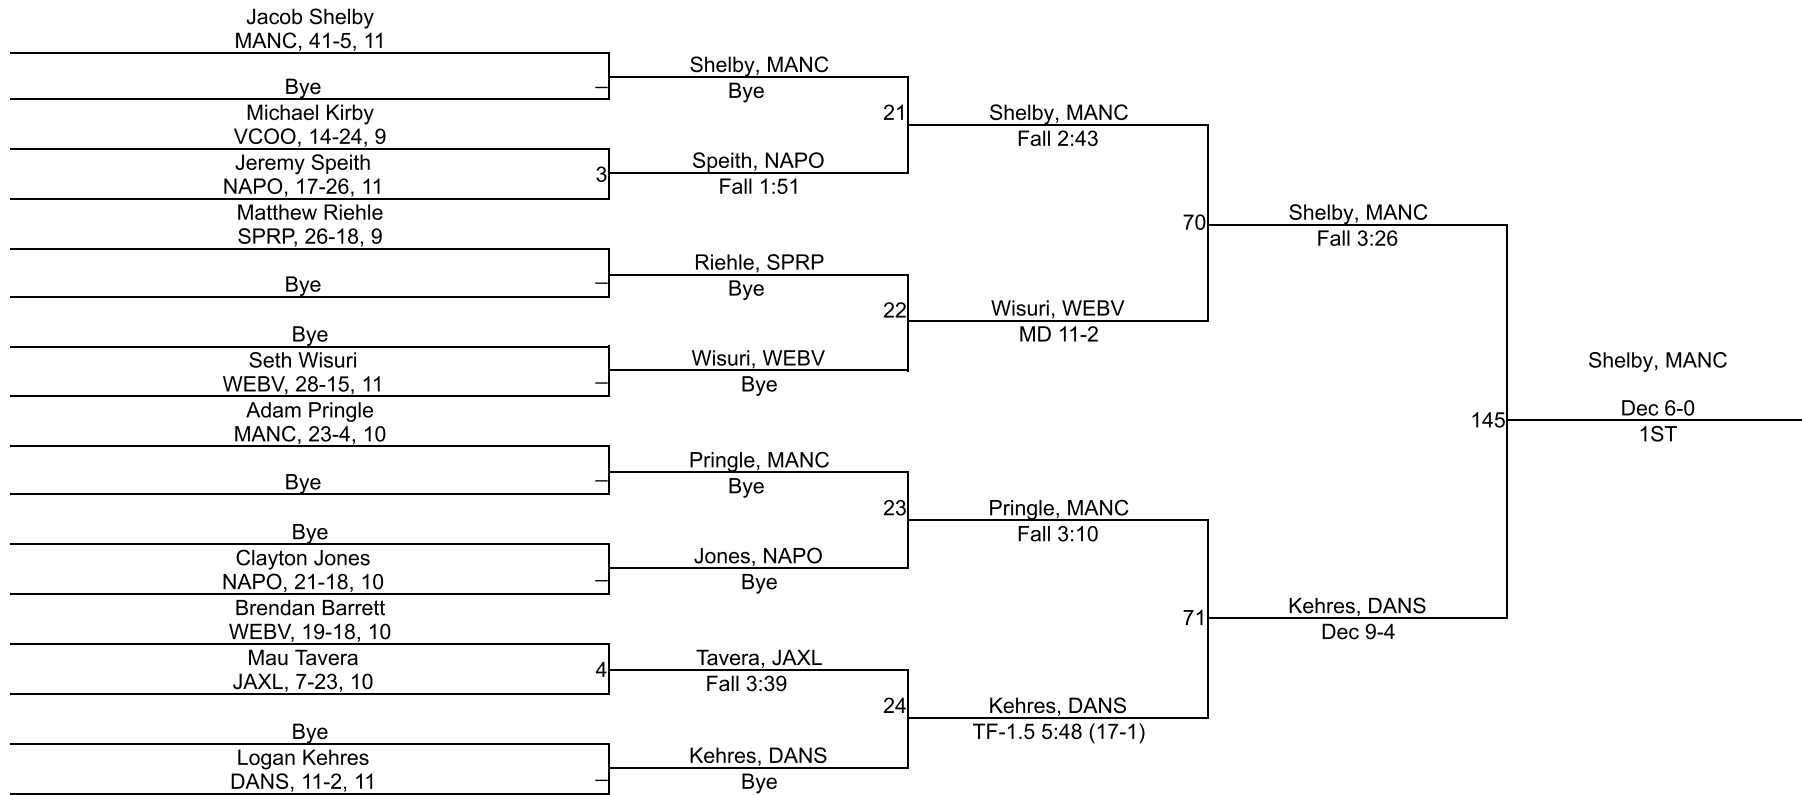 Jacob Shelby
MANC, 41-5, 11
Bye
–
Michael Kirby
VCOO, 14-24, 9
Jeremy Speith
NAPO, 17-26, 11
3
Matthew Riehle
SPRP, 26-18, 9
Bye
–
Bye
Seth Wisuri
WEBV, 28-15, 11
–
Adam Pringle
MANC, 23-4, 10
Bye
–
Bye
Clayton Jones
NAPO, 21-18, 10
–
Brendan Barrett
WEBV, 19-18, 10
Mau Tavera
JAXL, 7-23, 10
4
Bye
Logan Kehres
DANS, 11-2, 11
–
Shelby, MANC
Bye
21
Speith, NAPO
Fall 1:51
Riehle, SPRP
Bye
22
Wisuri, WEBV
Bye
Pringle, MANC
Bye
23
Jones, NAPO
Bye
Tavera, JAXL
Fall 3:39
24
Kehres, DANS
Bye
Shelby, MANC
Fall 2:43
70
Wisuri, WEBV
MD 11-2
Pringle, MANC
Fall 3:10
71
Kehres, DANS
TF-1.5 5:48 (17-1)
Shelby, MANC
Fall 3:26
145
Kehres, DANS
Dec 9-4
Shelby, MANC
Dec 6-0
1ST